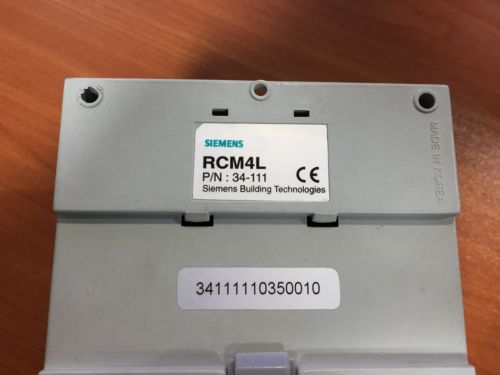 SIEMENS
RCM4L
P/N : 34-111
CE
Siemens Building Technologies
MADE IN KOREA
34111110350010